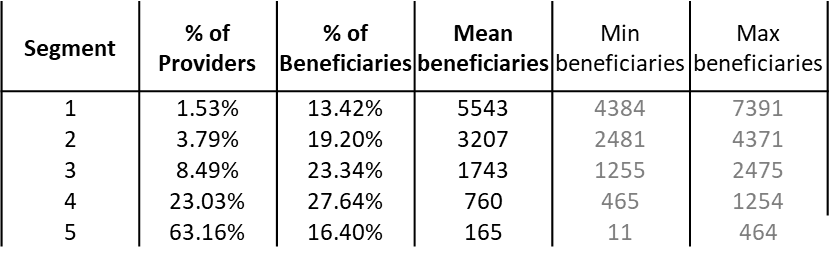 Segment % of Providers % of Beneficiaries Mean beneficiaries Min beneficiaries Max beneficiaries
1 1.53% 13.42% 5543 4384 7391
2 3.79% 19.20% 3207 2481 4371
3 8.49% 23.34% 1743 1255 2475
4 23.03% 27.64% 760 465 1254
5 63.16% 16.40% 165 11 464